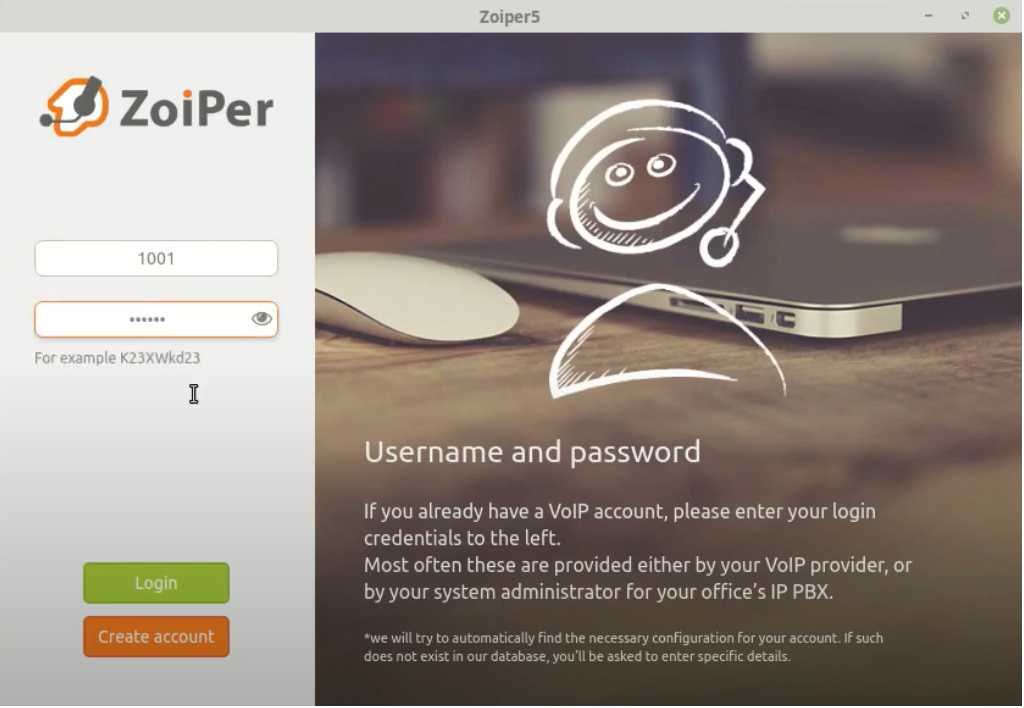 Zoiper5
ZoiPer
1001
••••••
For example K23XWkd23
Login
Create account
Username and password
If you already have a VoIP account, please enter your login
credentials to the left.
Most often these are provided either by your VoIP provider, or
by your system administrator for your office's IP PBX.
*we will try to automatically find the necessary configuration for your account. If such
does not exist in our database, you'll be asked to enter specific details.